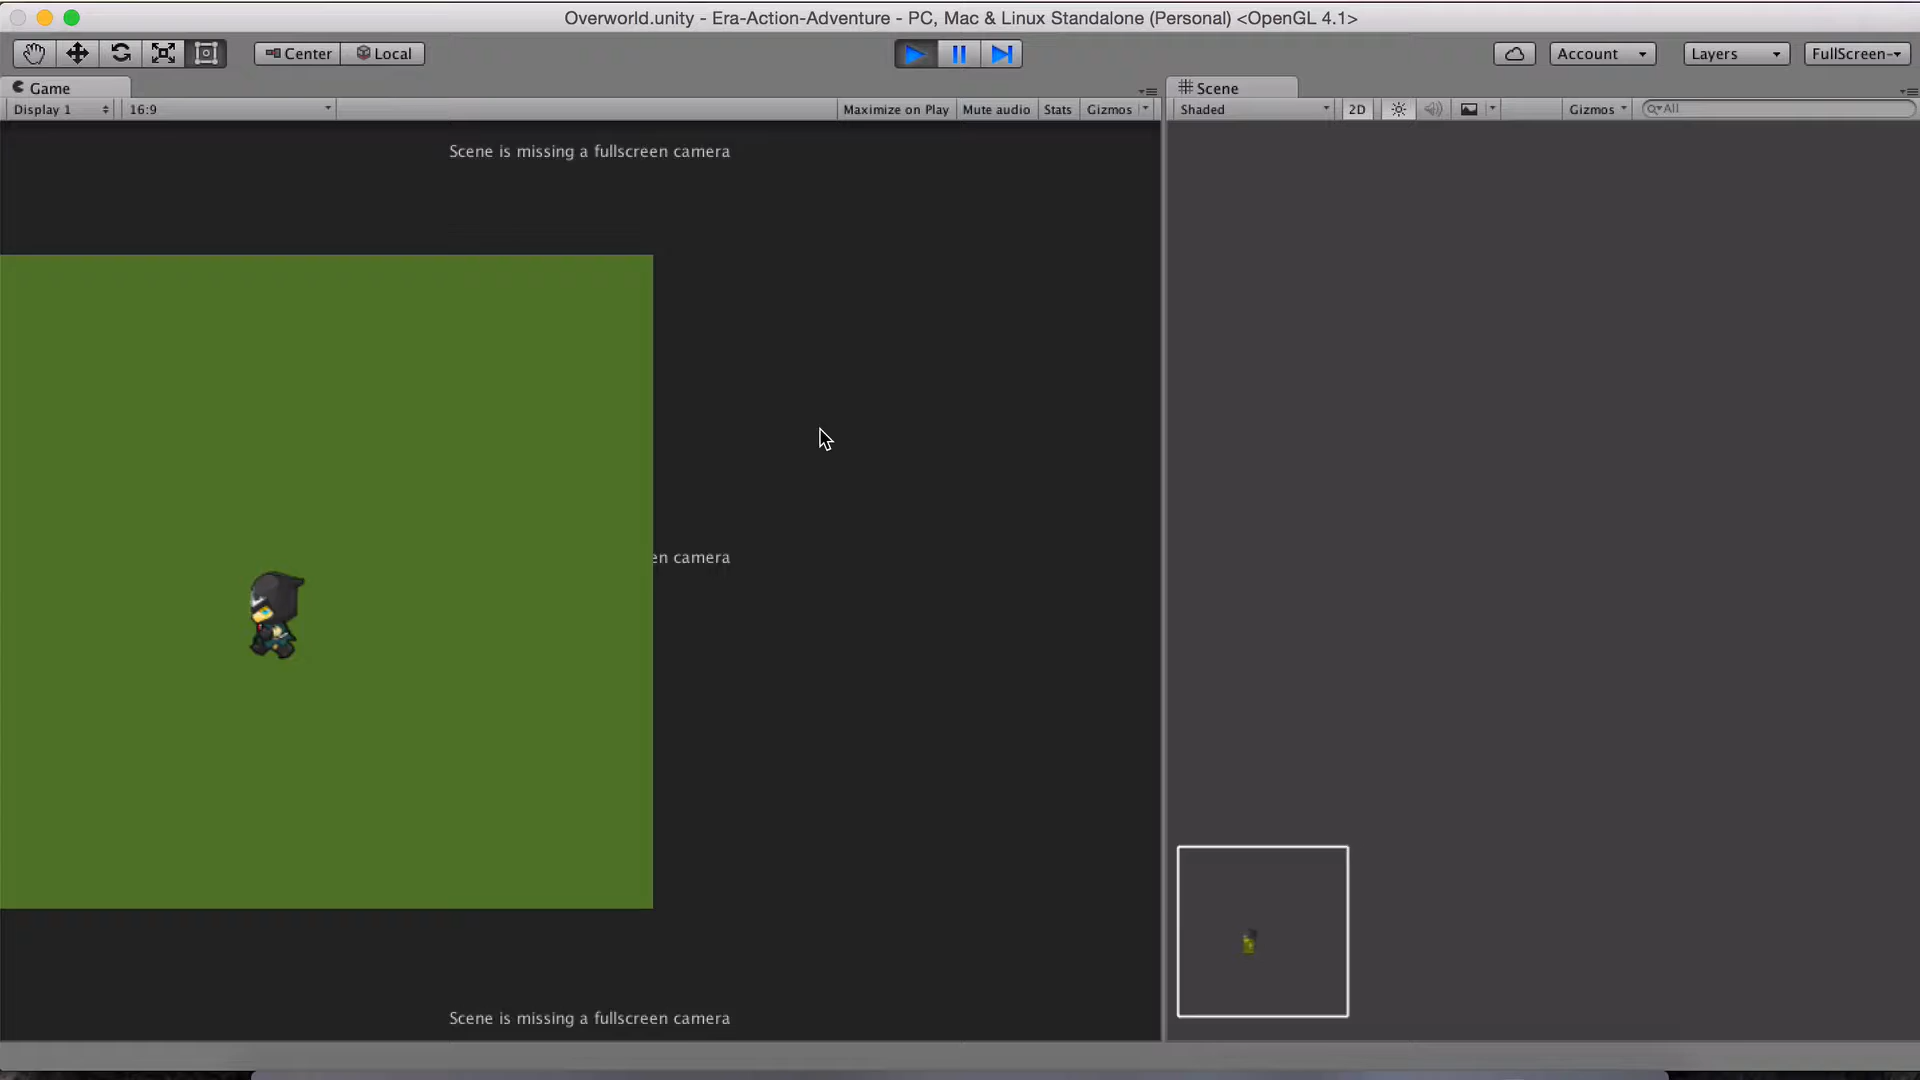 Overworld.unity - Era-Action-Adventure - PC, Mac & Linux Standalone (Personal) <OpenGL 4.1>
Center Local Account Layers FullScreen-
Game Scene
Display 1 16:9 Maximize on Play Mute audio Stats Gizmos Shaded 2D Gizmos All
Scene is missing a fullscreen camera
en camera
Scene is missing a fullscreen camera